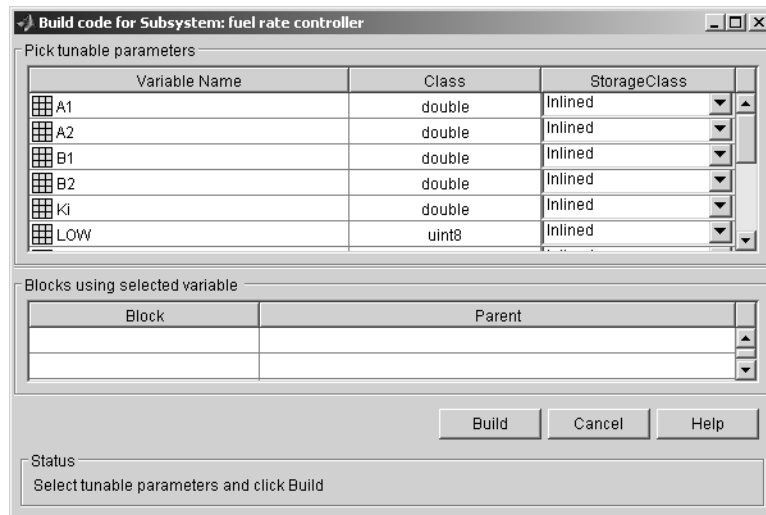 Build code for Subsystem: fuel rate controller
Pick tunable parameters
Variable Name Class StorageClass
A1 double Inlined
A2 double Inlined
B1 double Inlined
B2 double Inlined
Ki double Inlined
LOW uint8 Inlined
Blocks using selected variable
Block Parent
Build Cancel Help
Status
Select tunable parameters and click Build